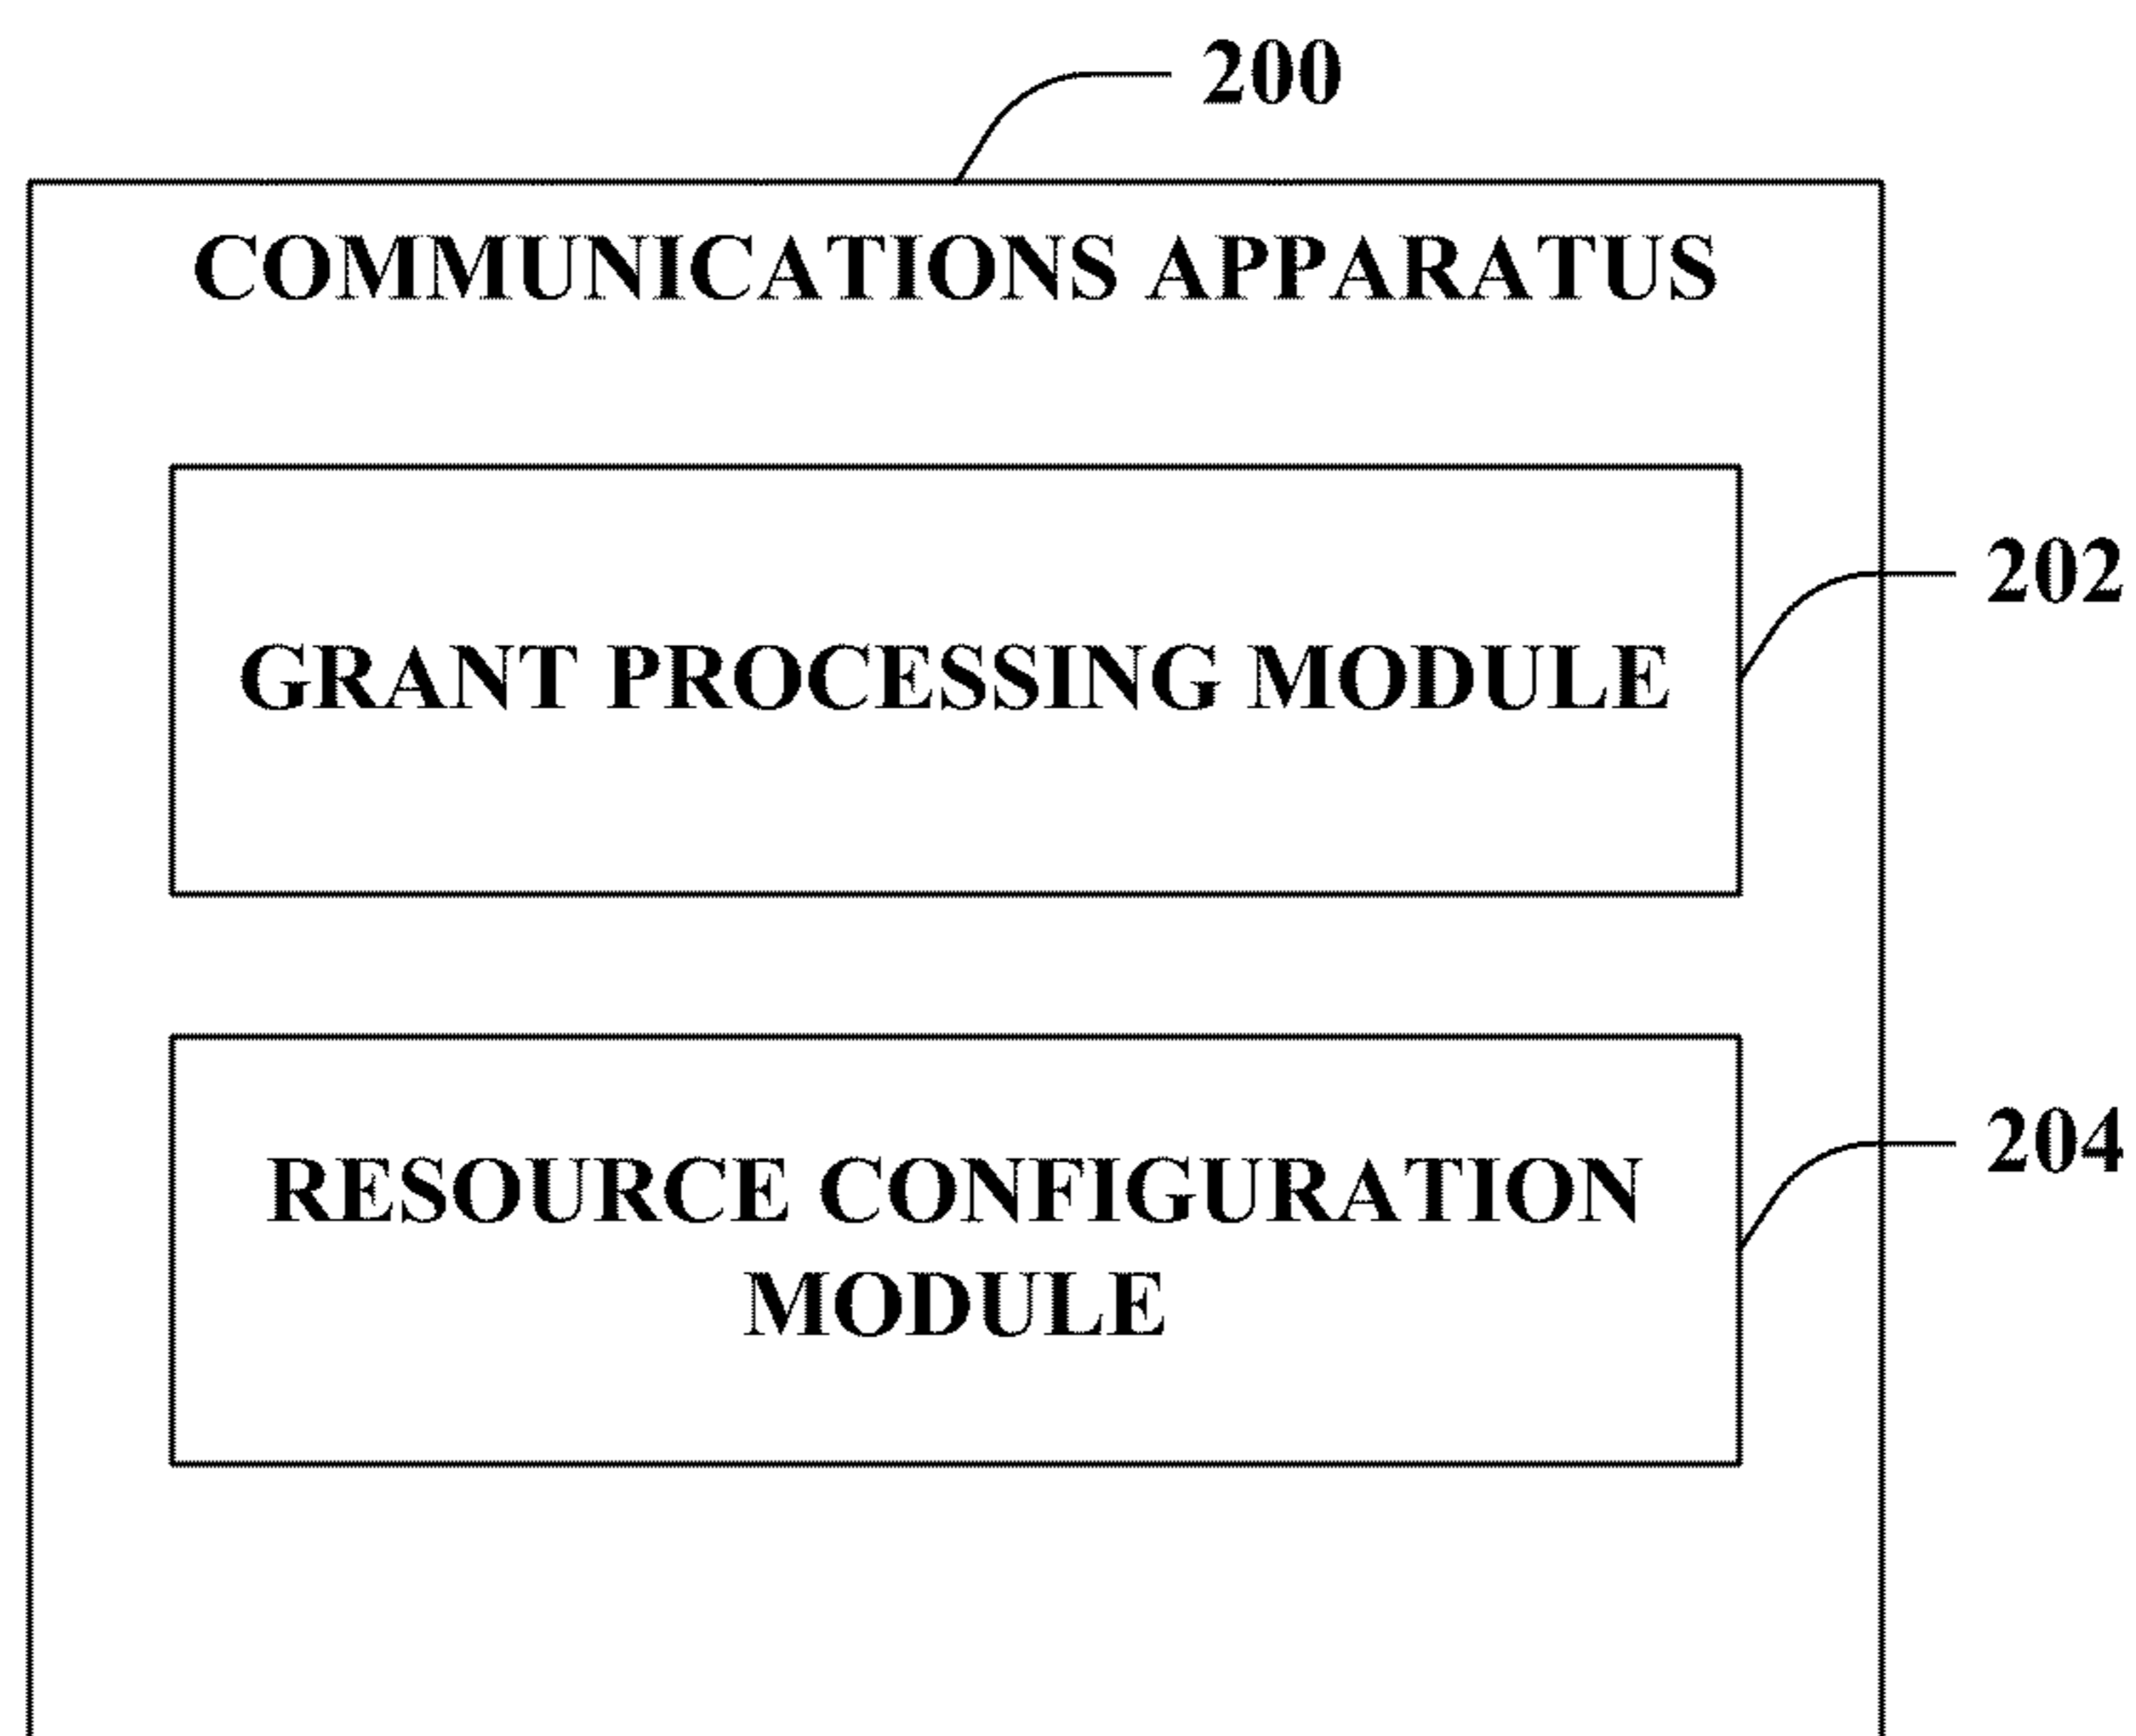 200
COMMUNICATIONS APPARATUS
202
GRANT PROCESSING MODULE
204
RESOURCE CONFIGURATION
MODULE